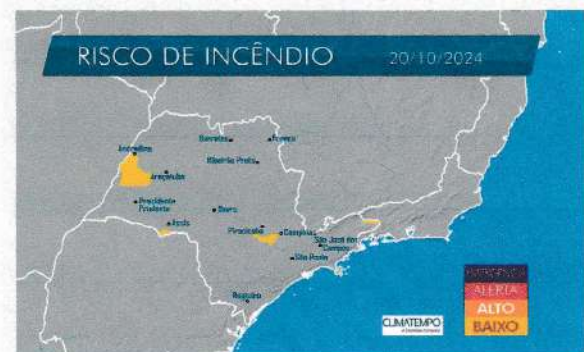 RISCO DE INCÊNDIO 20/10/2024
Andradina
Barretos
Franca
Ribeirão Preto
Araçatuba
Presidente
Prudente
Bauru
Assis
Piracicaba
Campinas
São José dos
Campos
São Paulo
Registro
EMERGÊNCIA
ALERTA
ALTO
BAIXO
CLIMATEMPO